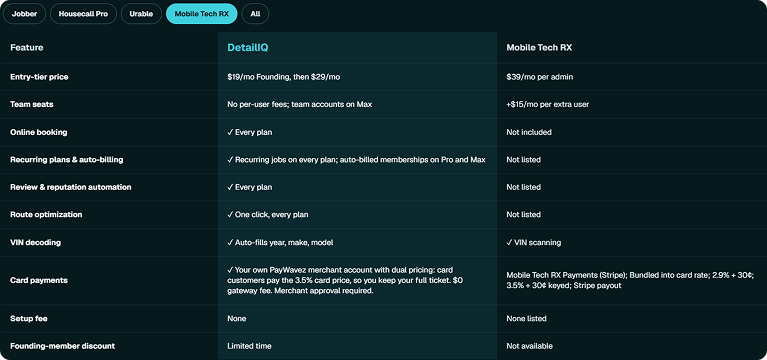 Jobber Housecall Pro Urable Mobile Tech RX All
Feature DetailIQ Mobile Tech RX
Entry-tier price $19/mo Founding, then $29/mo $39/mo per admin
Team seats No per-user fees; team accounts on Max +$15/mo per extra user
Online booking ✓ Every plan Not included
Recurring plans & auto-billing ✓ Recurring jobs on every plan; auto-billed memberships on Pro and Max Not listed
Review & reputation automation ✓ Every plan Not listed
Route optimization ✓ One click, every plan Not listed
VIN decoding ✓ Auto-fills year, make, model ✓ VIN scanning
Card payments
✓ Your own PayWavez merchant account with dual pricing: card
customers pay the 3.5% card price, so you keep your full ticket. $0
gateway fee. Merchant approval required.
Mobile Tech RX Payments (Stripe); Bundled into card rate; 2.9% + 30¢;
3.5% + 30¢ keyed; Stripe payout
Setup fee None None listed
Founding-member discount Limited time Not available